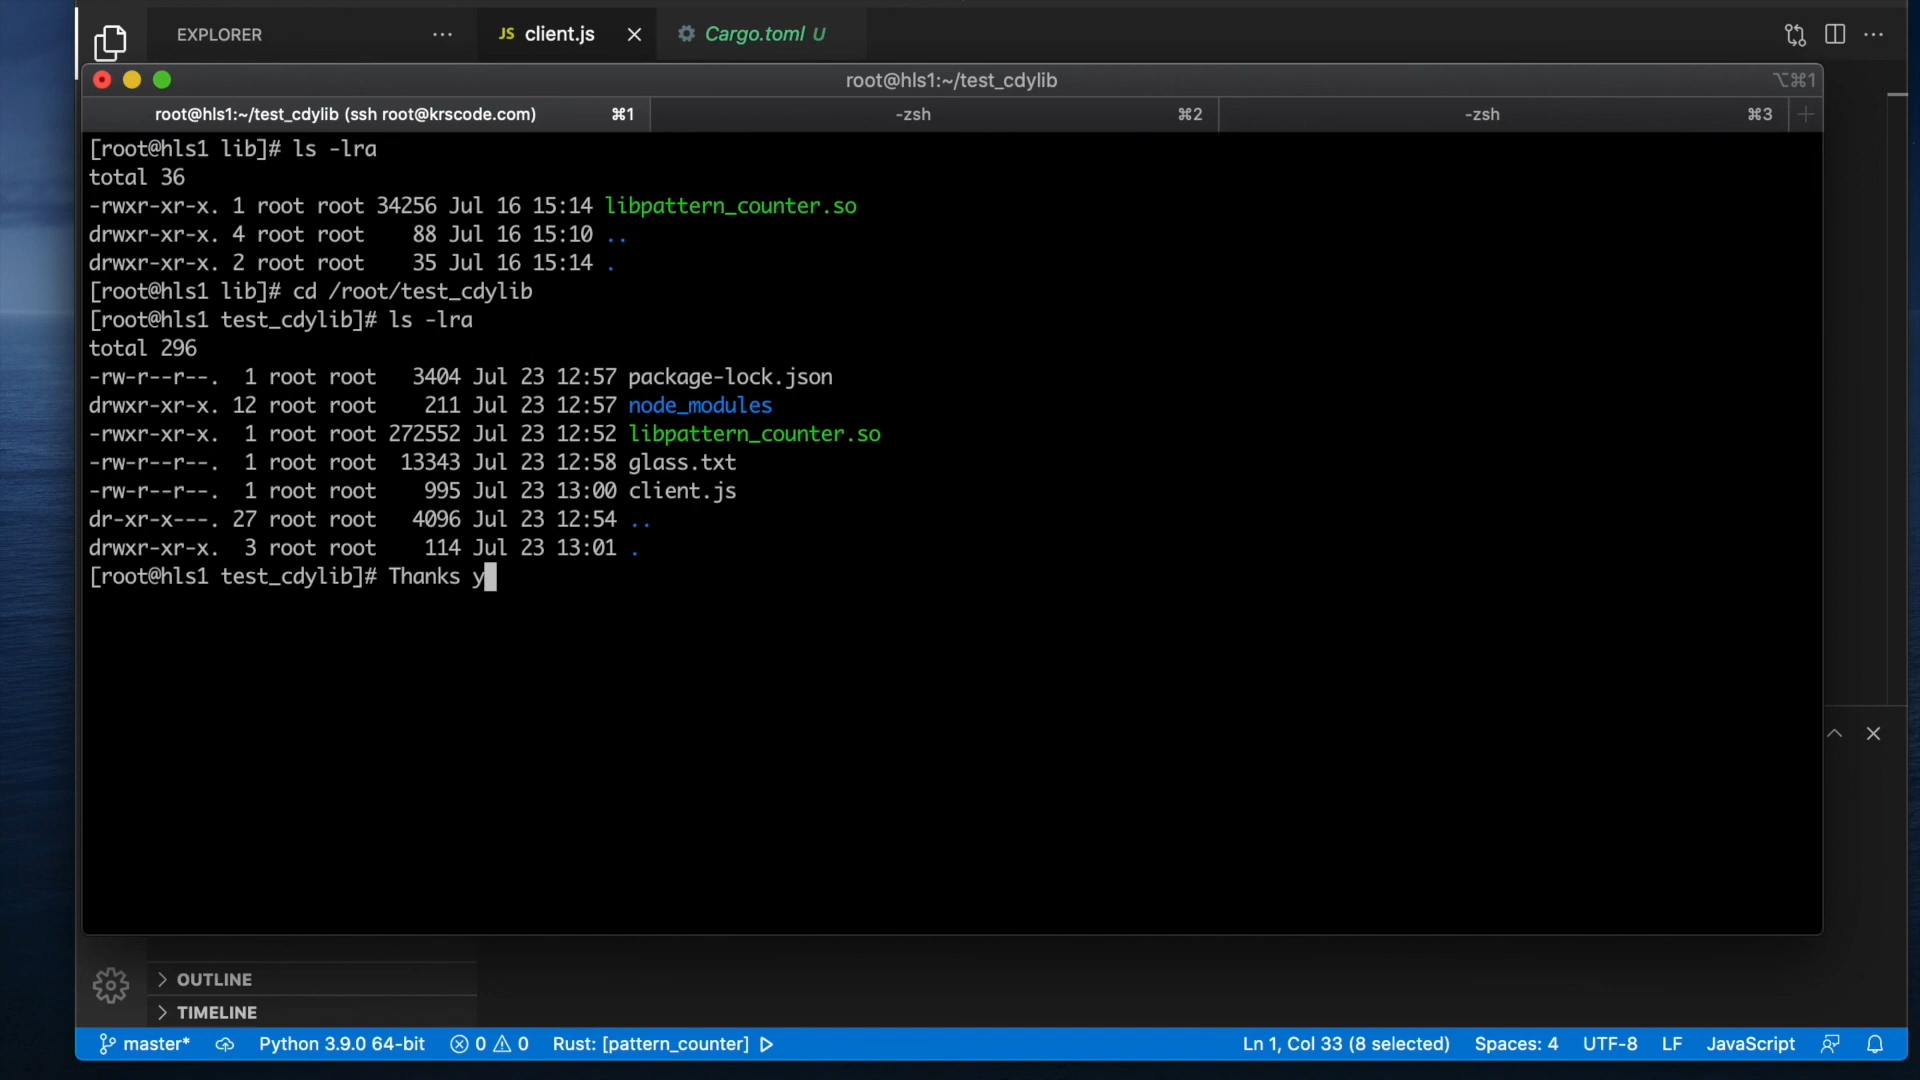 EXPLORER ··· JS client.js Cargo.toml U ···
root@hls1:~/test_cdylib ⌥⌘1
root@hls1:~/test_cdylib (ssh root@krscode.com) ⌘1 -zsh ⌘2 -zsh ⌘3
[root@hls1 lib]# ls -lra
total 36
-rwxr-xr-x. 1 root root 34256 Jul 16 15:14 libpattern_counter.so
drwxr-xr-x. 4 root root    88 Jul 16 15:10 ..
drwxr-xr-x. 2 root root    35 Jul 16 15:14 .
[root@hls1 lib]# cd /root/test_cdylib
[root@hls1 test_cdylib]# ls -lra
total 296
-rw-r--r--.  1 root root   3404 Jul 23 12:57 package-lock.json
drwxr-xr-x. 12 root root    211 Jul 23 12:57 node_modules
-rwxr-xr-x.  1 root root 272552 Jul 23 12:52 libpattern_counter.so
-rw-r--r--.  1 root root  13343 Jul 23 12:58 glass.txt
-rw-r--r--.  1 root root    995 Jul 23 13:00 client.js
dr-xr-x---. 27 root root   4096 Jul 23 12:54 ..
drwxr-xr-x.  3 root root    114 Jul 23 13:01 .
[root@hls1 test_cdylib]# Thanks y
OUTLINE
TIMELINE
master* Python 3.9.0 64-bit 0 0 Rust: [pattern_counter] Ln 1, Col 33 (8 selected) Spaces: 4 UTF-8 LF JavaScript